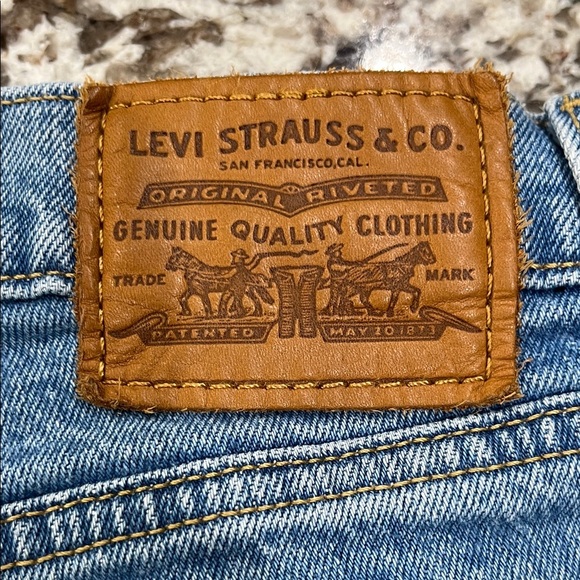 LEVI STRAUSS & CO.
SAN FRANCISCO, CAL.
ORIGINAL RIVETED
GENUINE QUALITY CLOTHING
TRADE MARK
PATENTED MAY 20 1873